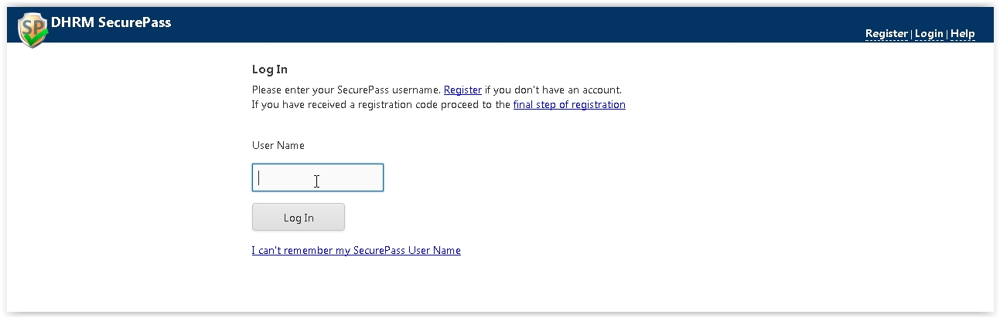 SP DHRM SecurePass
Register | Login | Help
Log In
Please enter your SecurePass username. Register if you don't have an account.
If you have received a registration code proceed to the final step of registration
User Name
Log In
I can't remember my SecurePass User Name